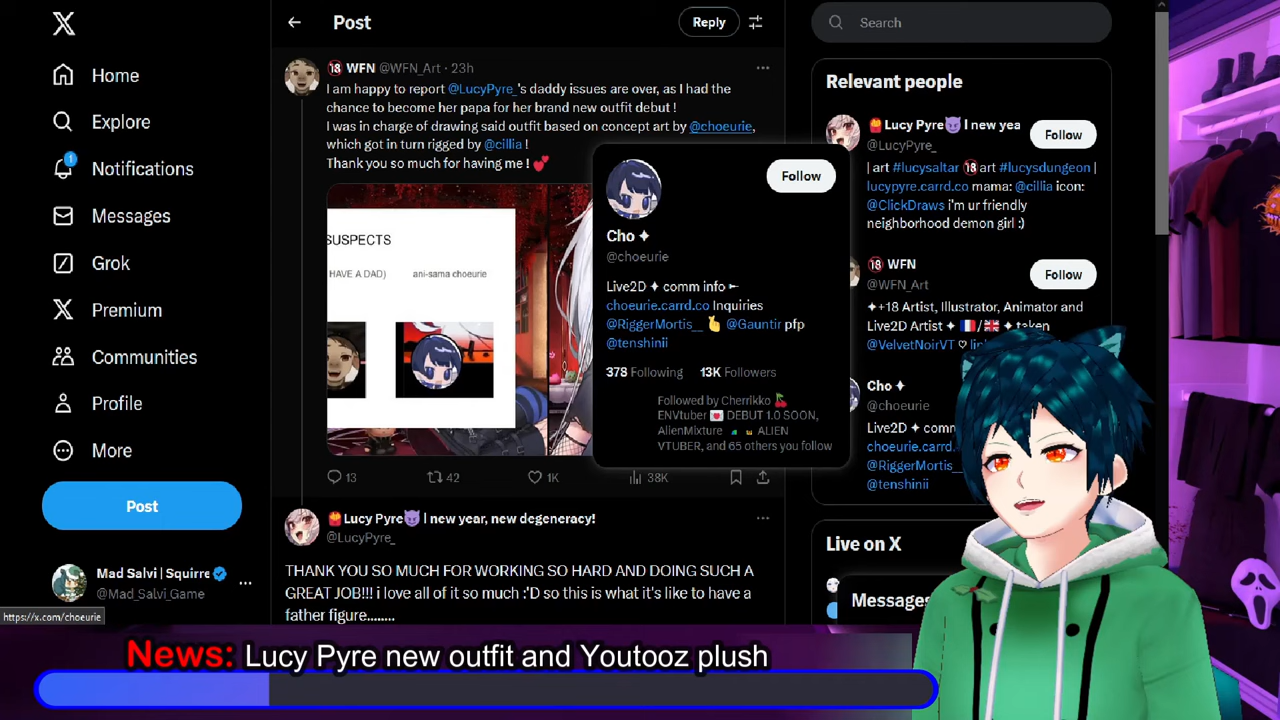 Home
Explore
1
Notifications
Messages
Grok
Premium
Communities
Profile
More
Post
Mad Salvi | Squirre
@Mad_Salvi_Game
https://x.com/choeurie
Post
Reply
🔞 WFN @WFN_Art · 23h
I am happy to report @LucyPyre_'s daddy issues are over, as I had the
chance to become her papa for her brand new outfit debut !
I was in charge of drawing said outfit based on concept art by @choeurie,
which got in turn rigged by @cillia !
Thank you so much for having me ! 💕
SUSPECTS
HAVE A DAD)
ani-sama choeurie
13
42
1K
38K
Lucy Pyre😈 | new year, new degeneracy!
@LucyPyre_
THANK YOU SO MUCH FOR WORKING SO HARD AND DOING SUCH A
GREAT JOB!!! i love all of it so much :'D so this is what it's like to have a
father figure........
Follow
Cho ✦
@choeurie
Live2D ✦ comm info ➳
choeurie.carrd.co Inquiries
@RiggerMortis__ 🫰 @Gauntir pfp
@tenshinii
378 Following
13K Followers
Followed by Cherrikko 🍒
ENVtuber 💌 DEBUT 1.0 SOON,
AlienMixture ALIEN
VTUBER, and 65 others you follow
Search
Relevant people
Lucy Pyre😈 | new yea
@LucyPyre_
Follow
| art #lucysaltar 🔞art #lucysdungeon |
lucypyre.carrd.co mama: @cillia icon:
@ClickDraws i'm ur friendly
neighborhood demon girl :)
🔞 WFN
@WFN_Art
Follow
✦+18 Artist, Illustrator, Animator and
Live2D Artist ✦ 🇫🇷/🇬🇧 ✦ taken
@VelvetNoirVT ♡
Cho ✦
@choeurie
Live2D ✦ comm
choeurie.carrd.
@RiggerMortis_
@tenshinii
Live on X
Messages
News: Lucy Pyre new outfit and Youtooz plush